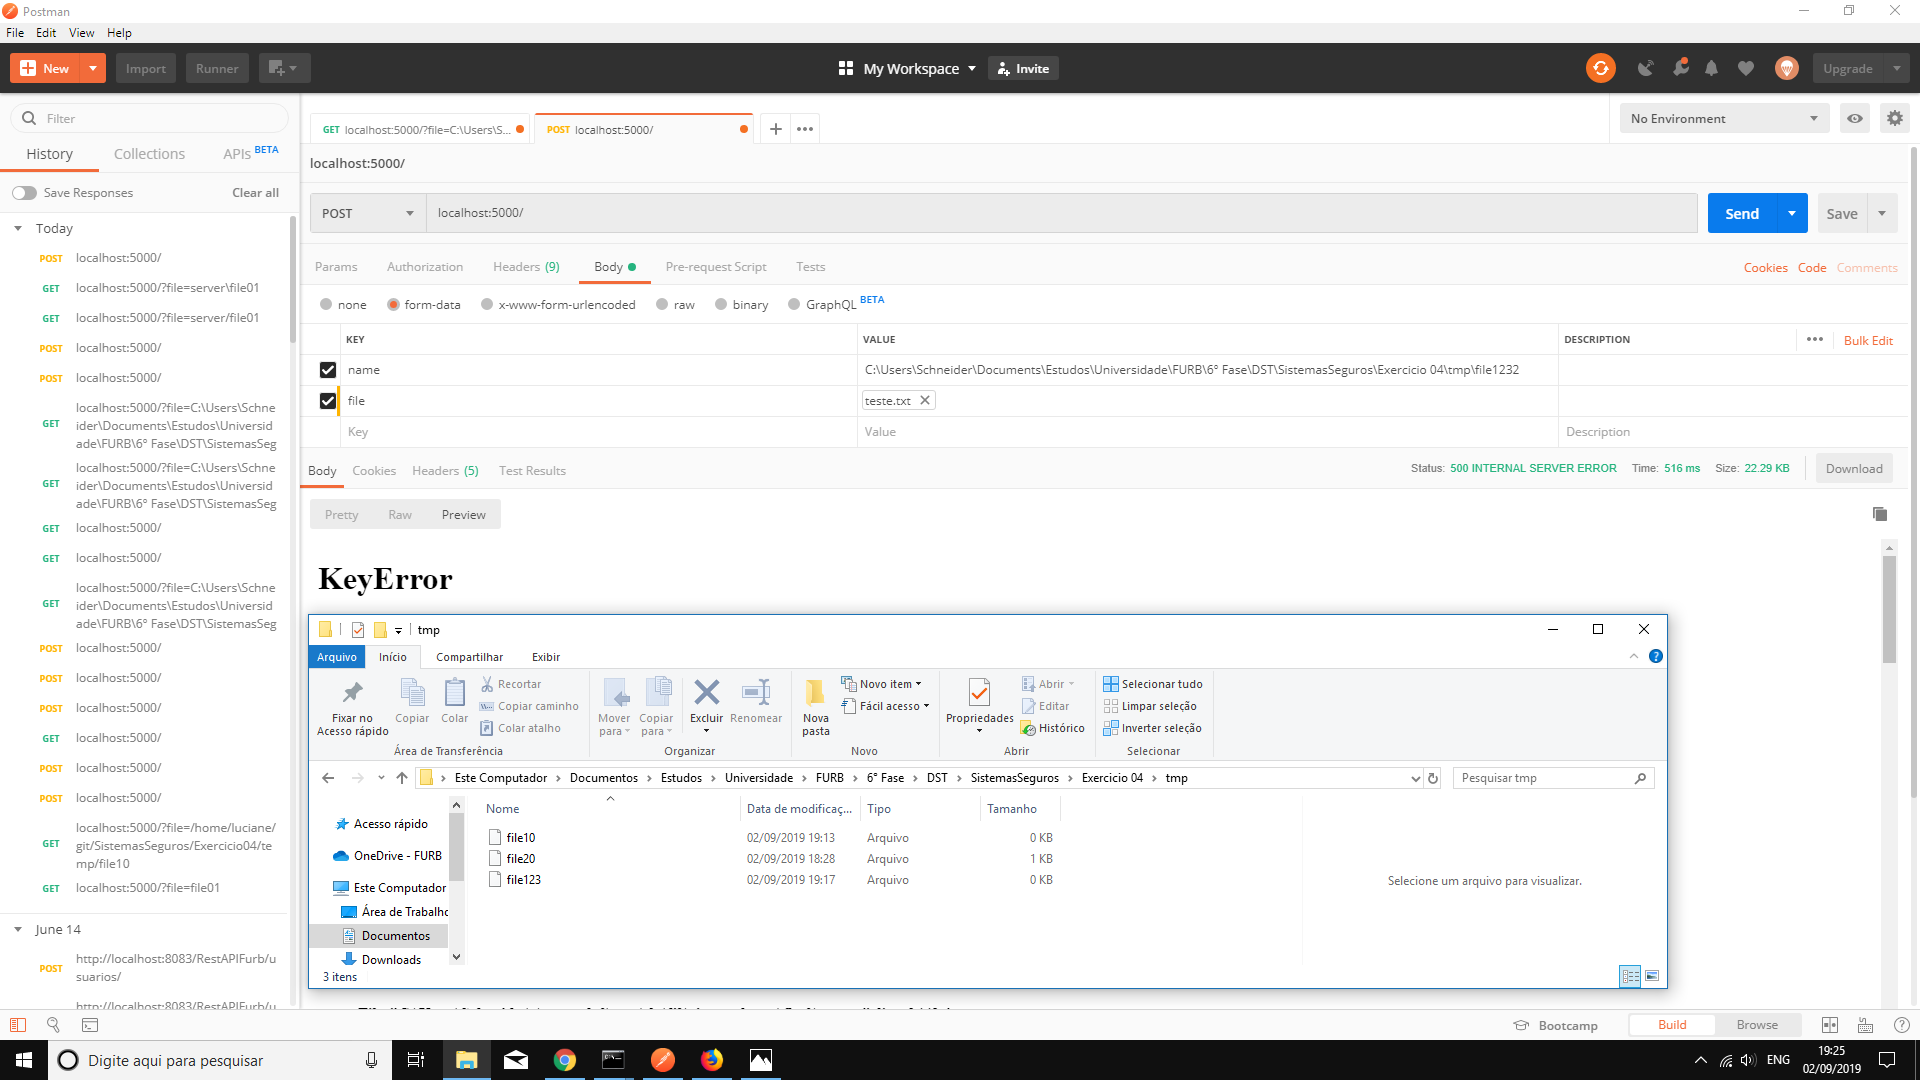 Postman
File Edit View Help
New Import Runner My Workspace Invite Upgrade
Filter
History Collections APIs BETA
Save Responses Clear all
Today
POST localhost:5000/
GET localhost:5000/?file=server\file01
GET localhost:5000/?file=server/file01
POST localhost:5000/
POST localhost:5000/
GET localhost:5000/?file=C:\Users\Schne
ider\Documents\Estudos\Universid
ade\FURB\6° Fase\DST\SistemasSeg
GET localhost:5000/?file=C:\Users\Schne
ider\Documents\Estudos\Universid
ade\FURB\6° Fase\DST\SistemasSeg
GET localhost:5000/
GET localhost:5000/
GET localhost:5000/?file=C:\Users\Schne
ider\Documents\Estudos\Universid
ade\FURB\6° Fase\DST\SistemasSeg
POST localhost:5000/
POST localhost:5000/
POST localhost:5000/
GET localhost:5000/
POST localhost:5000/
POST localhost:5000/
GET localhost:5000/?file=/home/luciane/
git/SistemasSeguros/Exercicio04/te
mp/file10
GET localhost:5000/?file=file01
June 14
POST http://localhost:8083/RestAPIFurb/u
suarios/
http://localhost:8083/RestAPIFurb/u
GET localhost:5000/?file=C:\Users\S... POST localhost:5000/
No Environment
localhost:5000/
POST localhost:5000/ Send Save
Params Authorization Headers (9) Body Pre-request Script Tests Cookies Code Comments
none form-data x-www-form-urlencoded raw binary GraphQL BETA
KEY VALUE DESCRIPTION Bulk Edit
name C:\Users\Schneider\Documents\Estudos\Universidade\FURB\6° Fase\DST\SistemasSeguros\Exercicio 04\tmp\file1232
file teste.txt
Key Value Description
Body Cookies Headers (5) Test Results Status: 500 INTERNAL SERVER ERROR Time: 516 ms Size: 22.29 KB Download
Pretty Raw Preview
KeyError
tmp
Arquivo Início Compartilhar Exibir
Fixar no
Acesso rápido
Copiar Colar
Recortar
Copiar caminho
Colar atalho
Área de Transferência
Mover
para
Copiar
para
Excluir Renomear
Organizar
Nova
pasta
Novo item
Fácil acesso
Novo
Propriedades
Abrir
Editar
Histórico
Abrir
Selecionar tudo
Limpar seleção
Inverter seleção
Selecionar
Este Computador Documentos Estudos Universidade FURB 6° Fase DST SistemasSeguros Exercicio 04 tmp Pesquisar tmp
Acesso rápido
OneDrive - FURB
Este Computador
Área de Trabalho
Documentos
Downloads
Nome Data de modificaç... Tipo Tamanho
file10 02/09/2019 19:13 Arquivo 0 KB
file20 02/09/2019 18:28 Arquivo 1 KB
file123 02/09/2019 19:17 Arquivo 0 KB
Selecione um arquivo para visualizar.
3 itens
Bootcamp Build Browse
Digite aqui para pesquisar
ENG
19:25
02/09/2019